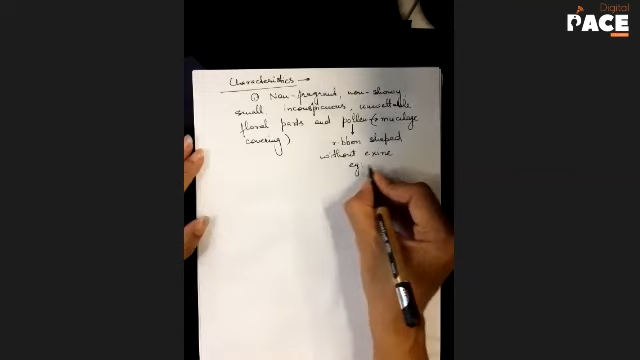 Digital
PACE
Characteristics →
① Non-fragrant, non-showy,
small, inconspicuous, unwettable
floral parts and pollen (mucilage
covering)
ribbon shaped
without exine
eg.